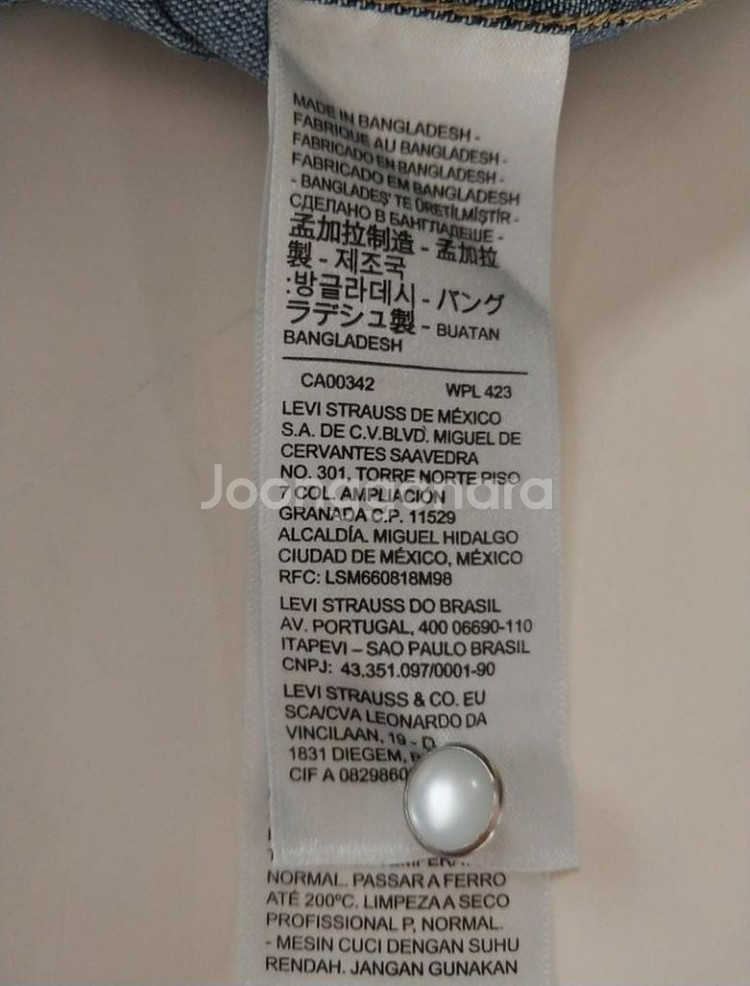 MADE IN BANGLADESH -
FABRIQUE AU BANGLADESH -
FABRICADO EN BANGLADESH -
FABRICADO EM BANGLADESH
- BANGLADEŞ' TE ÜRETİLMİŞTİR -
СДЕЛАНО В БАНГЛАДЕШЕ -
孟加拉制造 - 孟加拉
製 - 제조국
:방글라데시 - バング
ラデシュ製 - BUATAN
BANGLADESH
CA00342 WPL 423
LEVI STRAUSS DE MÉXICO
S.A. DE C.V.BLVD. MIGUEL DE
CERVANTES SAAVEDRA
NO. 301, TORRE NORTE PISO
7 COL. AMPLIACIÓN
GRANADA C.P. 11529
ALCALDÍA. MIGUEL HIDALGO
CIUDAD DE MÉXICO, MÉXICO
RFC: LSM660818M98
LEVI STRAUSS DO BRASIL
AV. PORTUGAL, 400 06690-110
ITAPEVI – SAO PAULO BRASIL
CNPJ: 43.351.097/0001-90
LEVI STRAUSS & CO. EU
SCA/CVA LEONARDO DA
VINCILAAN, 19 - D
1831 DIEGEM,
CIF A
NORMAL. PASSAR A FERRO
ATÉ 200ºC. LIMPEZA A SECO
PROFISSIONAL P, NORMAL.
- MESIN CUCI DENGAN SUHU
RENDAH. JANGAN GUNAKAN